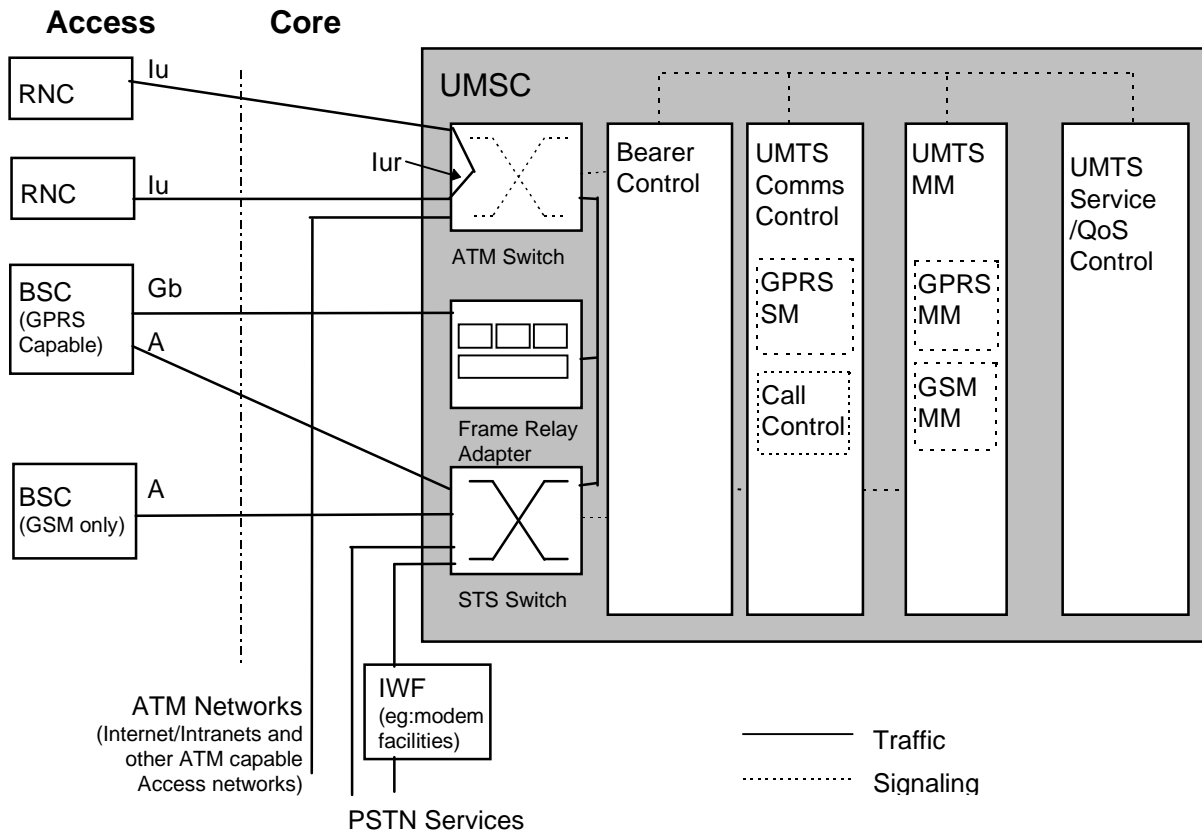 Access
Core
Iu
RNC
UMSC
Iur
RNC
Iu
ATM Switch
Bearer
Control
UMTS
Comms
Control
UMTS
MM
UMTS
Service
/QoS
Control
BSC
(GPRS
Capable)
Gb
A
GPRS
SM
GPRS
MM
Call
Control
GSM
MM
Frame Relay
Adapter
BSC
(GSM only)
A
STS Switch
ATM Networks
(Internet/Intranets and
other ATM capable
Access networks)
IWF
(eg:modem
facilities)
PSTN Services
Traffic
Signaling